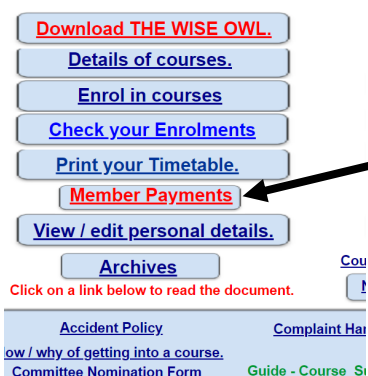 Download THE WISE OWL.
Details of courses.
Enrol in courses
Check your Enrolments
Print your Timetable.
Member Payments
View / edit personal details.
Archives
Click on a link below to read the document.
Accident Policy
/ why of getting into a course.
Committee Nomination Form
Complaint
Guide - Course